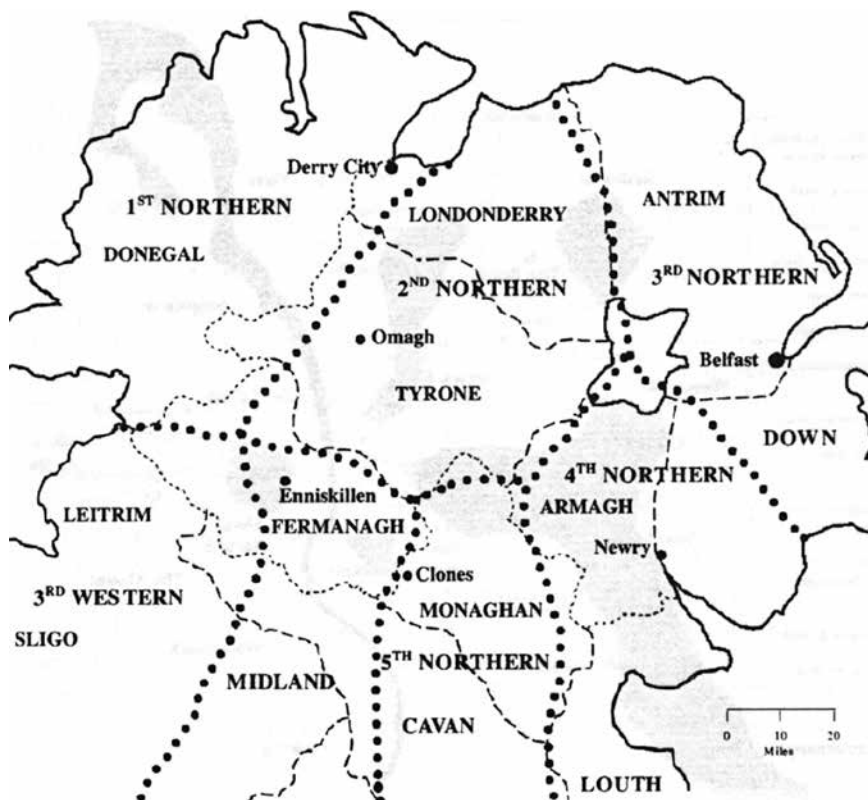 Derry City
1ST NORTHERN
LONDONDERRY
ANTRIM
DONEGAL
2ND NORTHERN
3RD NORTHERN
Omagh
Belfast
TYRONE
DOWN
4TH NORTHERN
Enniskillen
LEITRIM
FERMANAGH
ARMAGH
Newry
Clones
3RD WESTERN
MONAGHAN
SLIGO
5TH NORTHERN
MIDLAND
CAVAN
0 10 20
Miles
LOUTH